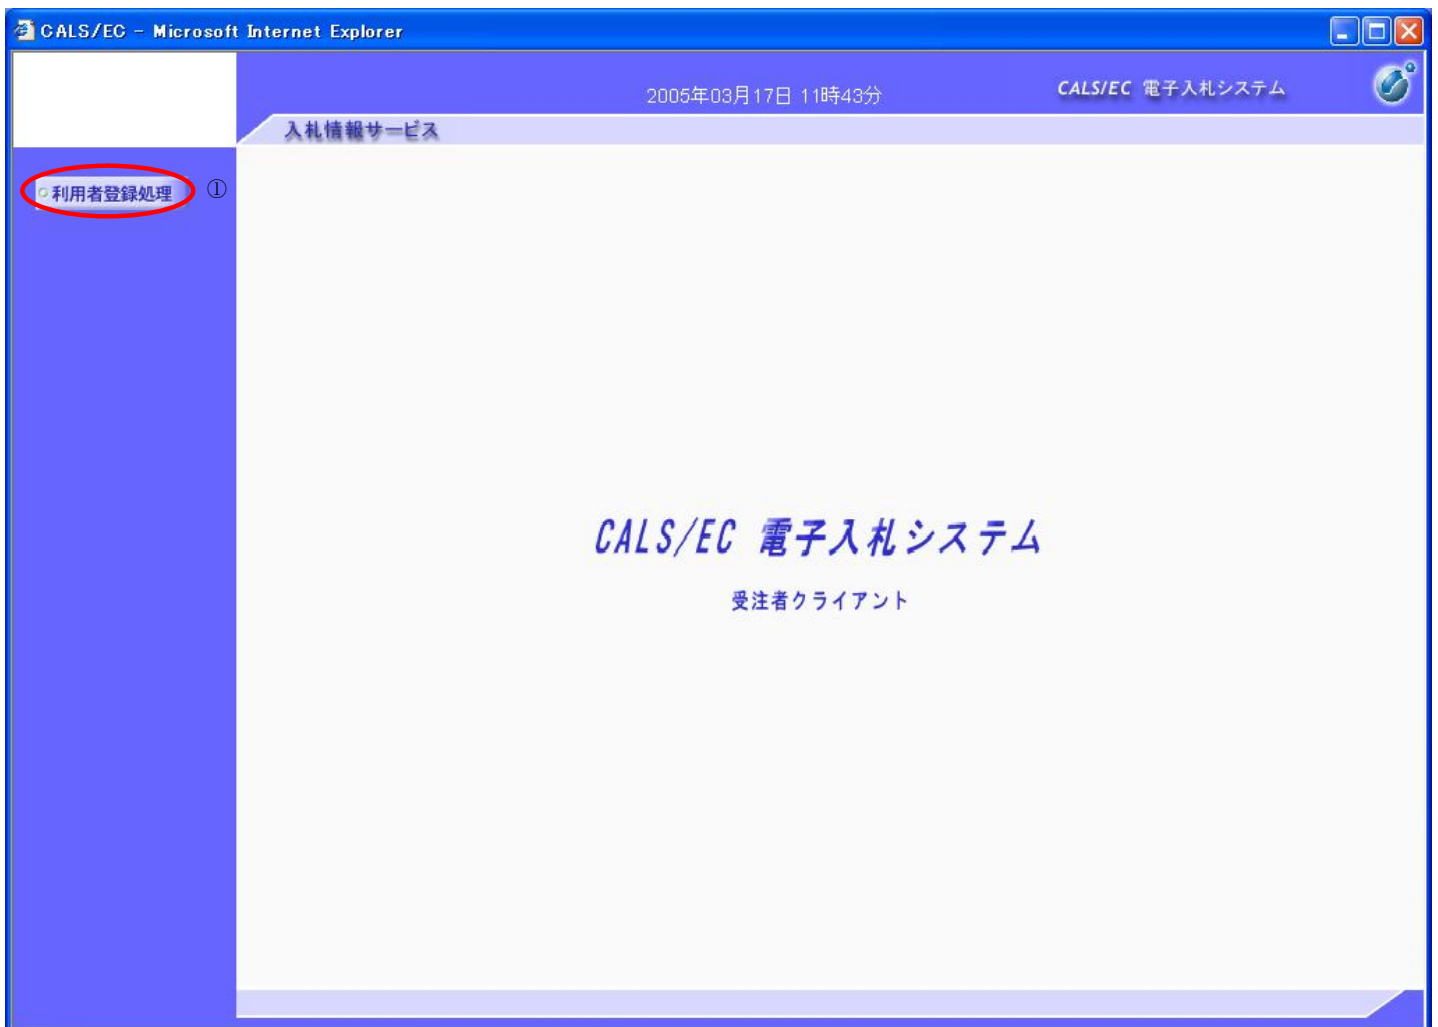 CALS/EC - Microsoft Internet Explorer
2005年03月17日 11時43分
CALS/EC 電子入札システム
入札情報サービス
利用者登録処理 ①
CALS/EC 電子入札システム
受注者クライアント